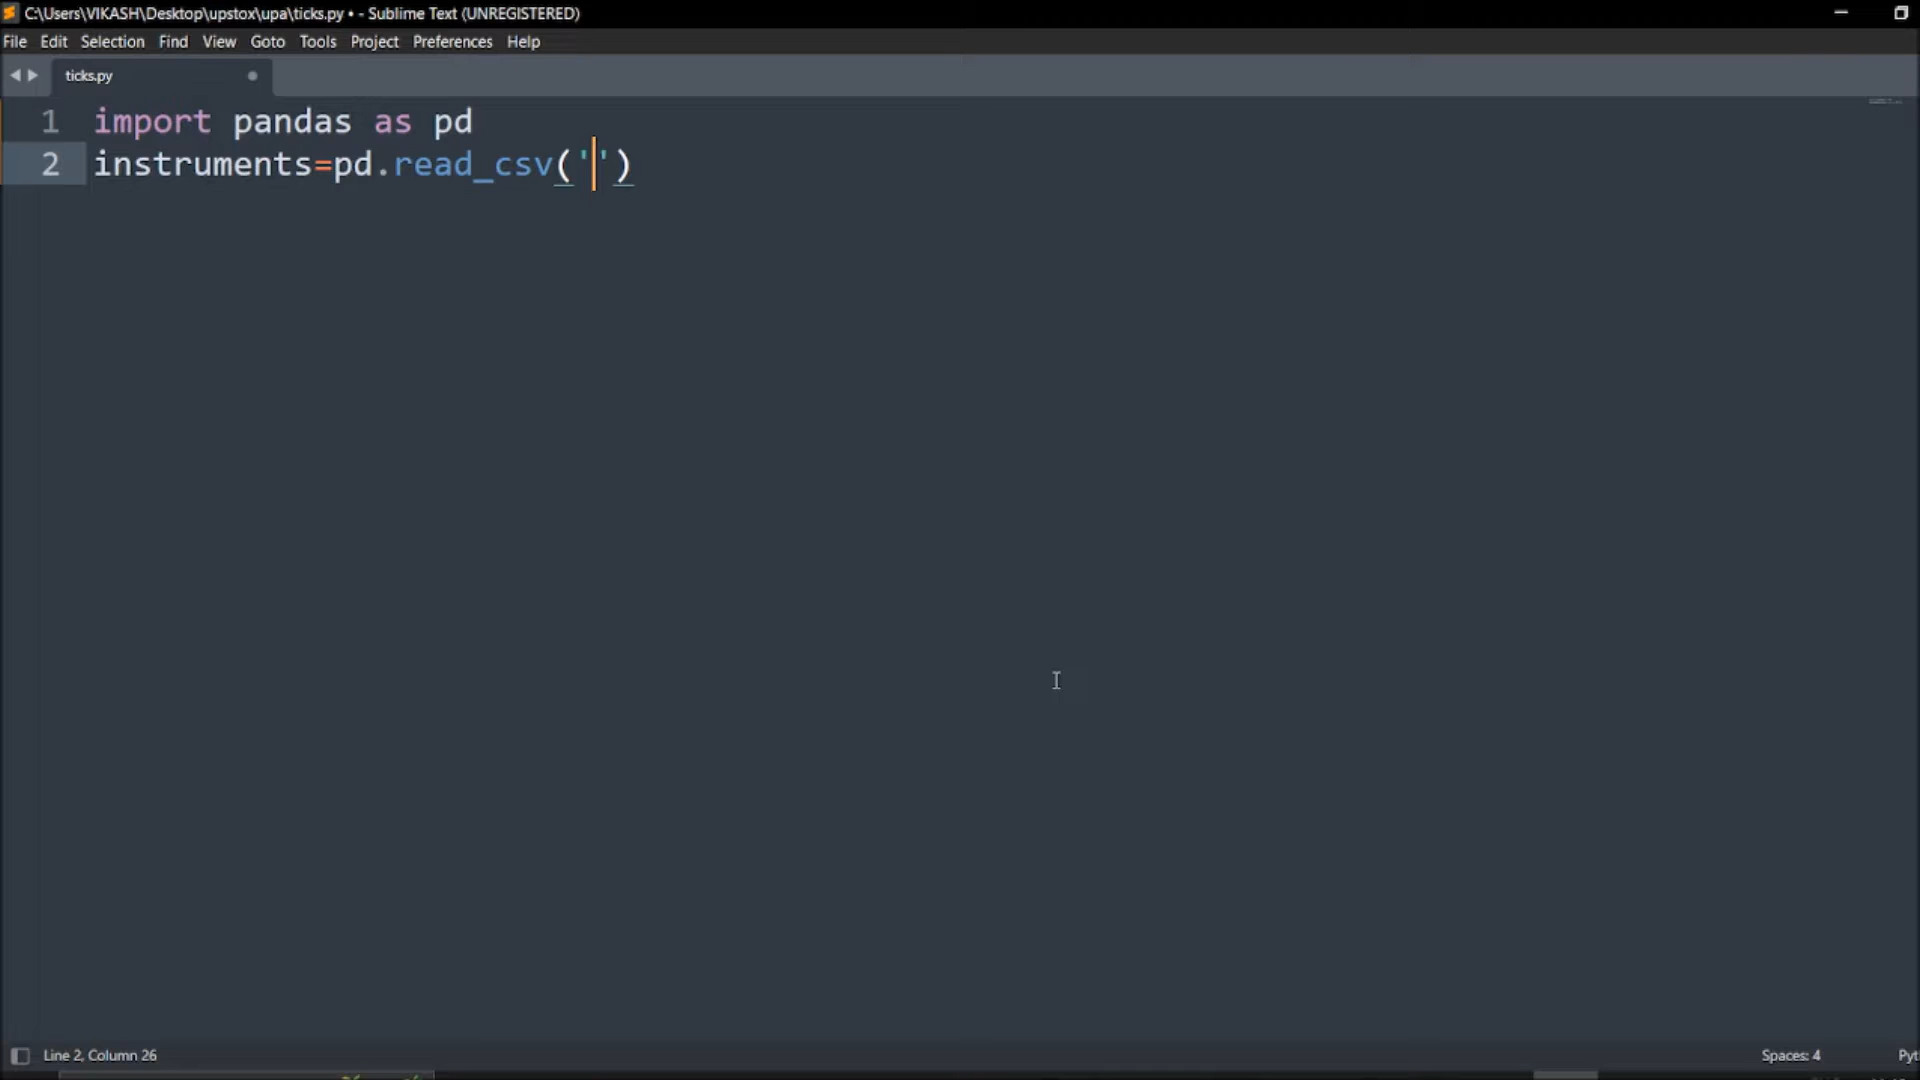 C:\Users\VIKASH\Desktop\upstox\upa\ticks.py • - Sublime Text (UNREGISTERED)
File Edit Selection Find View Goto Tools Project Preferences Help
ticks.py
1 import pandas as pd
2 instruments=pd.read_csv('')
Line 2, Column 26
Spaces: 4
Pyt